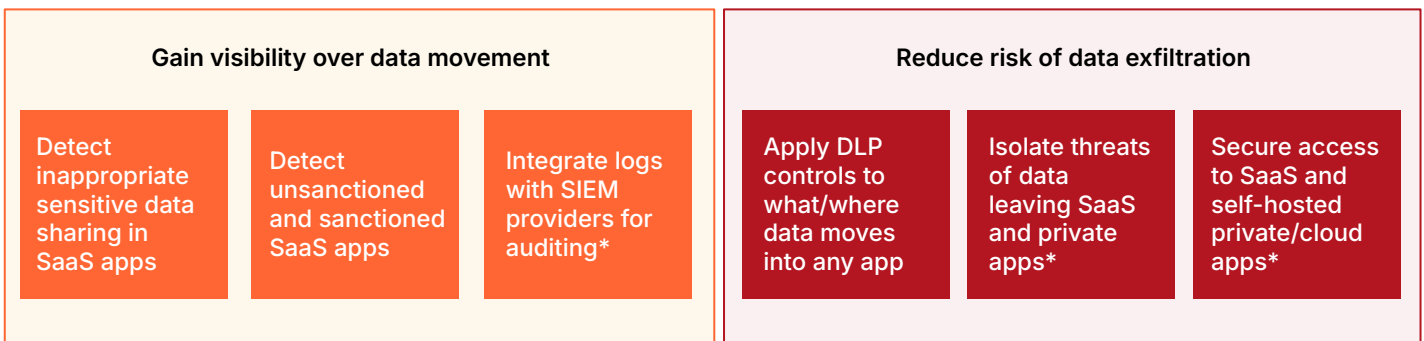 Gain visibility over data movement
Detect
inappropriate
sensitive data
sharing in
SaaS apps
Detect
unsanctioned
and sanctioned
SaaS apps
Integrate logs
with SIEM
providers for
auditing*
Reduce risk of data exfiltration
Apply DLP
controls to
what/where
data moves
into any app
Isolate threats
of data
leaving SaaS
and private
apps*
Secure access
to SaaS and
self-hosted
private/cloud
apps*